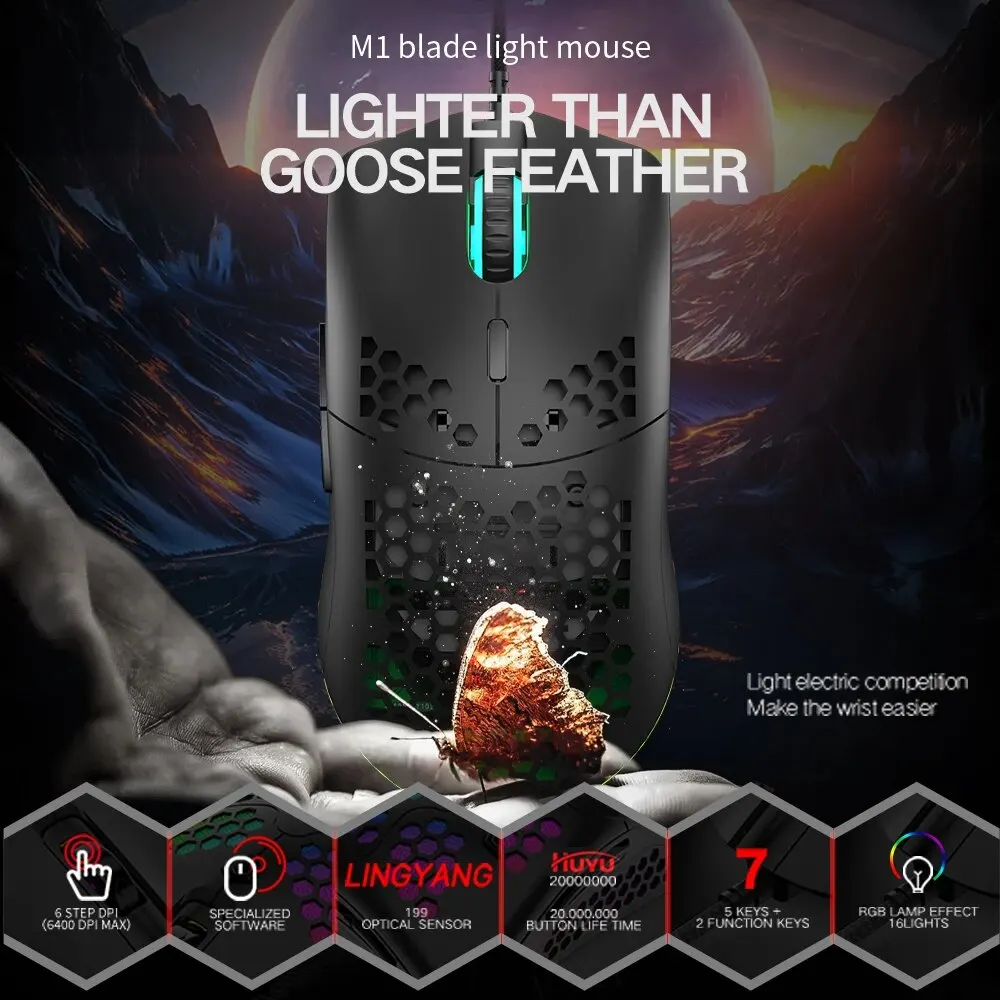 M1 blade light mouse
LIGHTER THAN
GOOSE FEATHER
Light electric competition
Make the wrist easier
6 STEP DPI
(6400 DPI MAX)
SPECIALIZED
SOFTWARE
LINGYANG
199
OPTICAL SENSOR
HUYU
20000000
20.000.000
BUTTON LIFE TIME
7
5 KEYS +
2 FUNCTION KEYS
RGB LAMP EFFECT
16LIGHTS